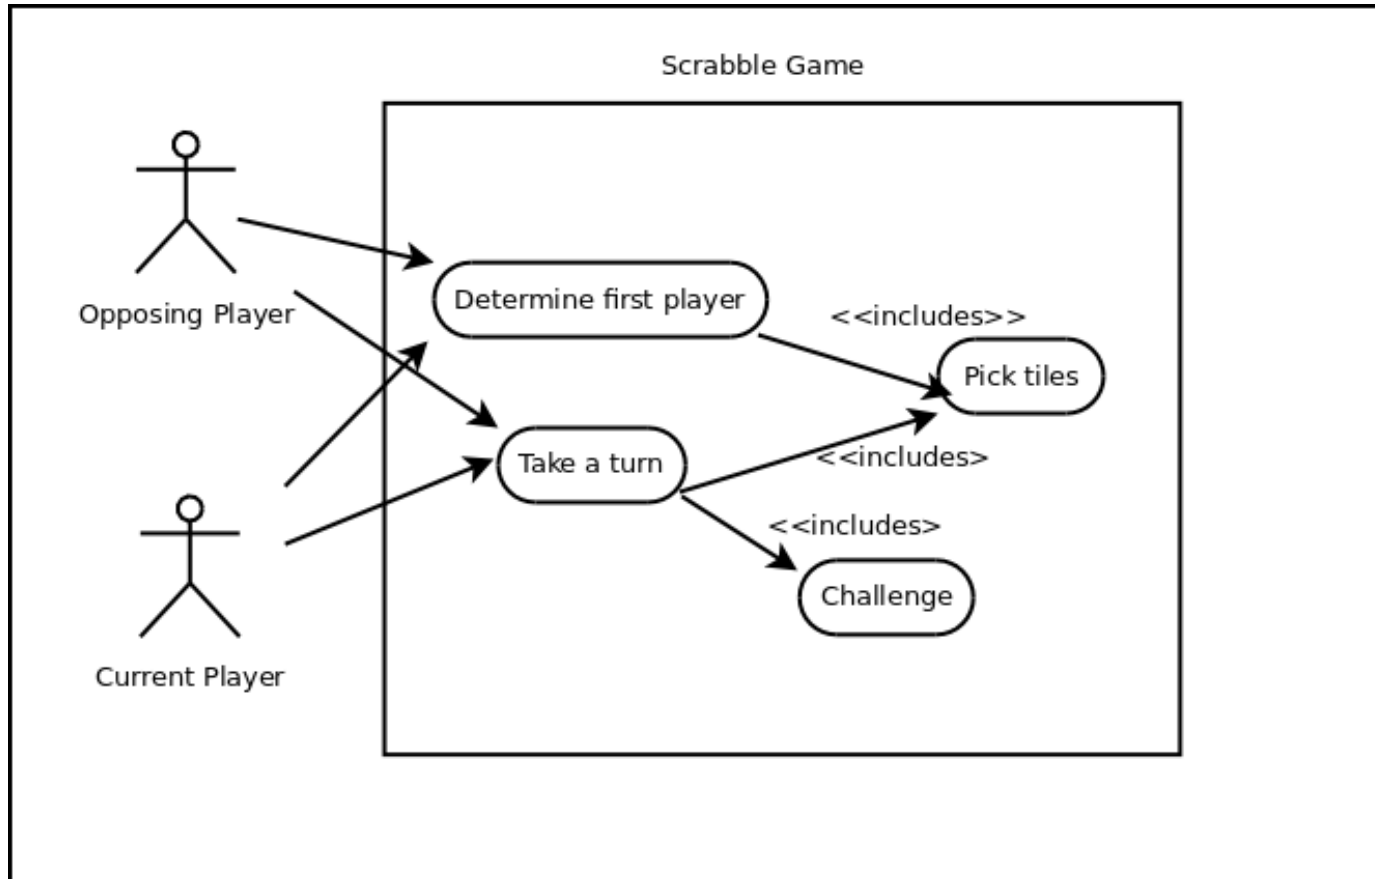 Scrabble Game
Opposing Player
Determine first player
<<includes>>
Pick tiles
Take a turn
<<includes>
<<includes>
Challenge
Current Player